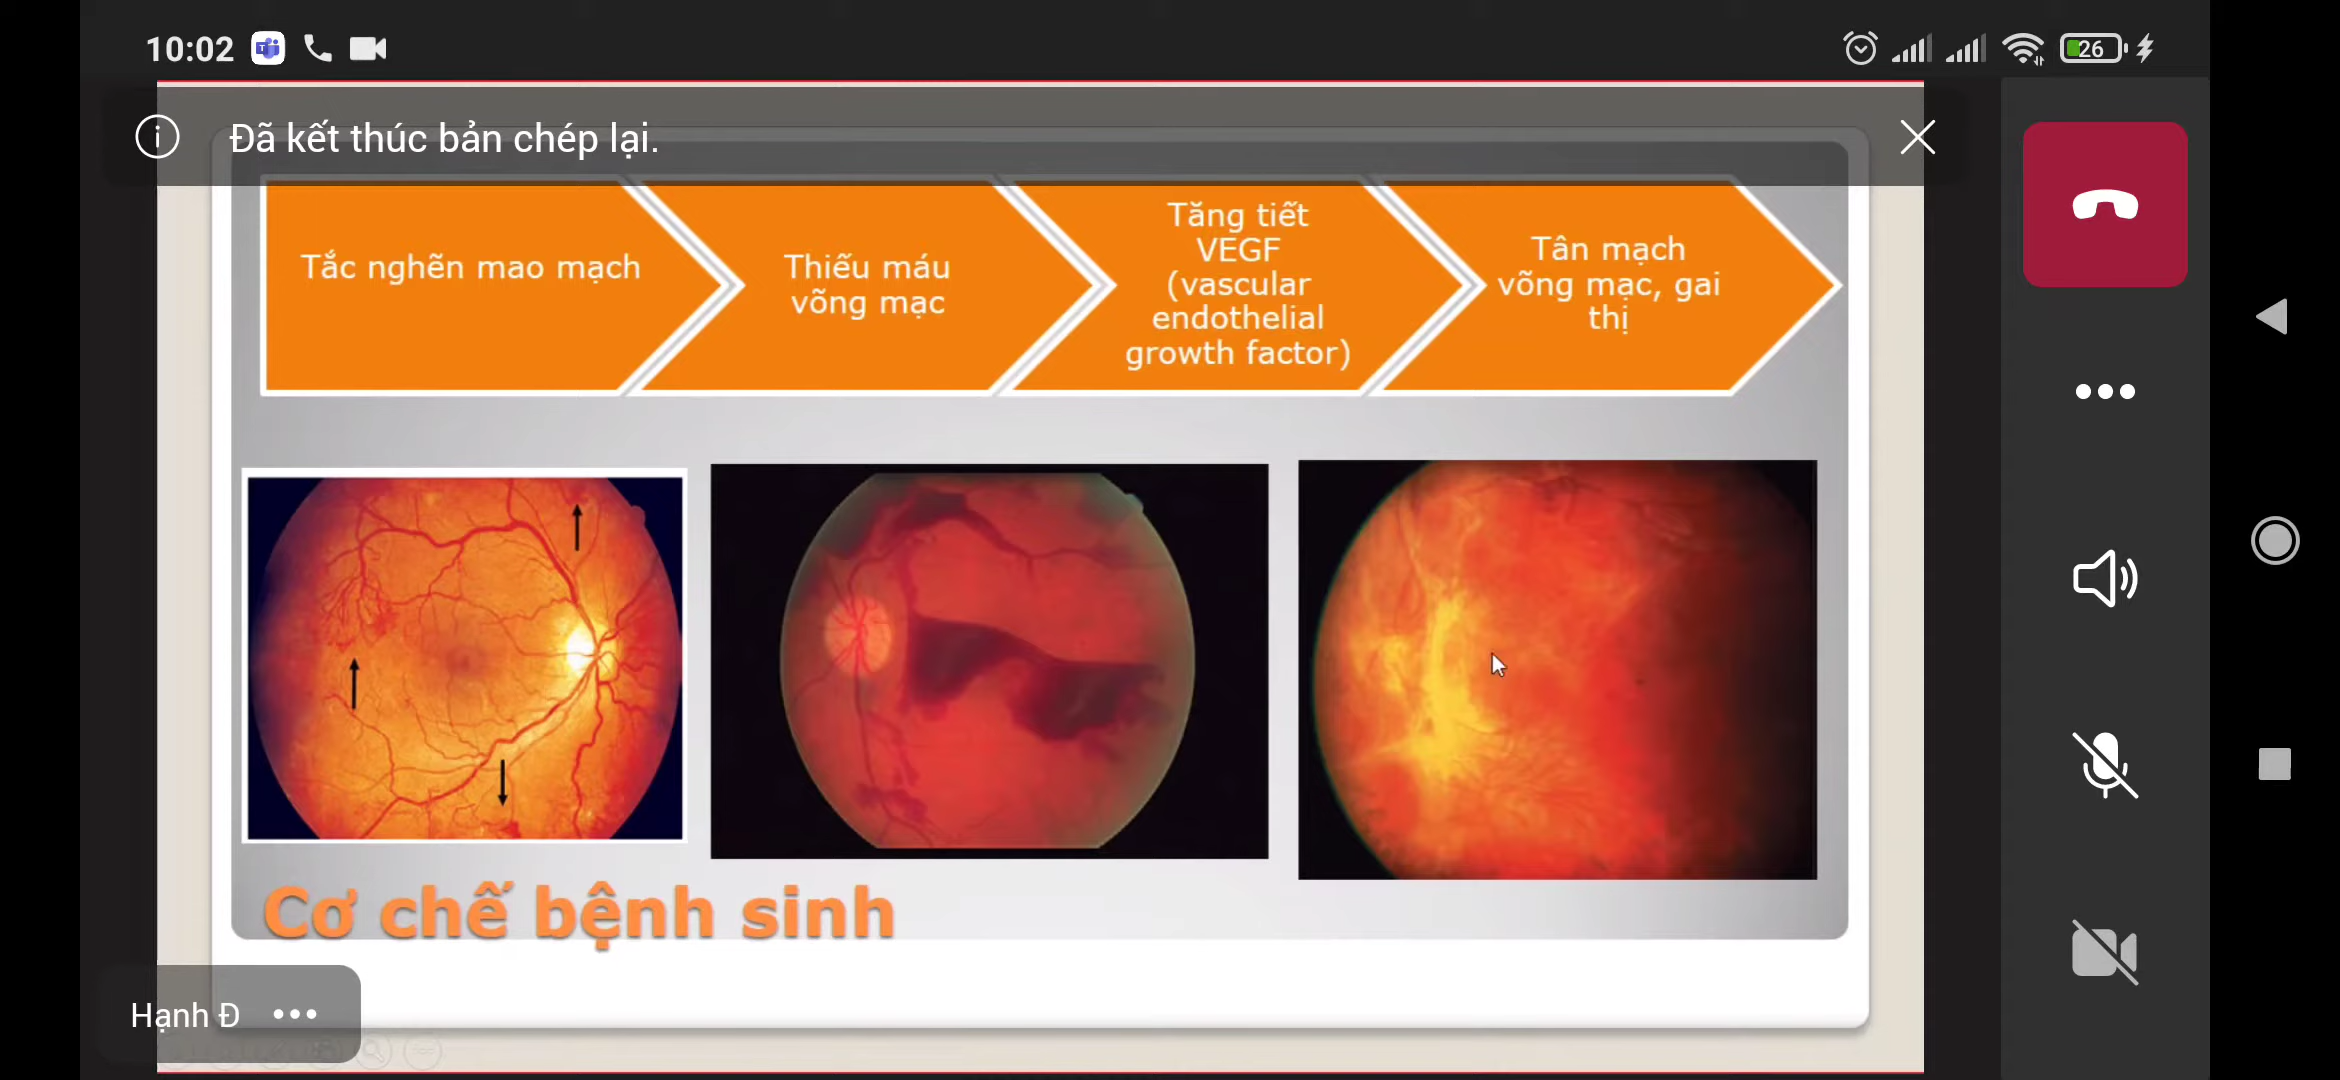 10:02
26
Đã kết thúc bản chép lại.
Tắc nghẽn mao mạch
Thiếu máu
võng mạc
Tăng tiết
VEGF
(vascular
endothelial
growth factor)
Tân mạch
võng mạc, gai
thị
Cơ chế bệnh sinh
Hạnh Đ